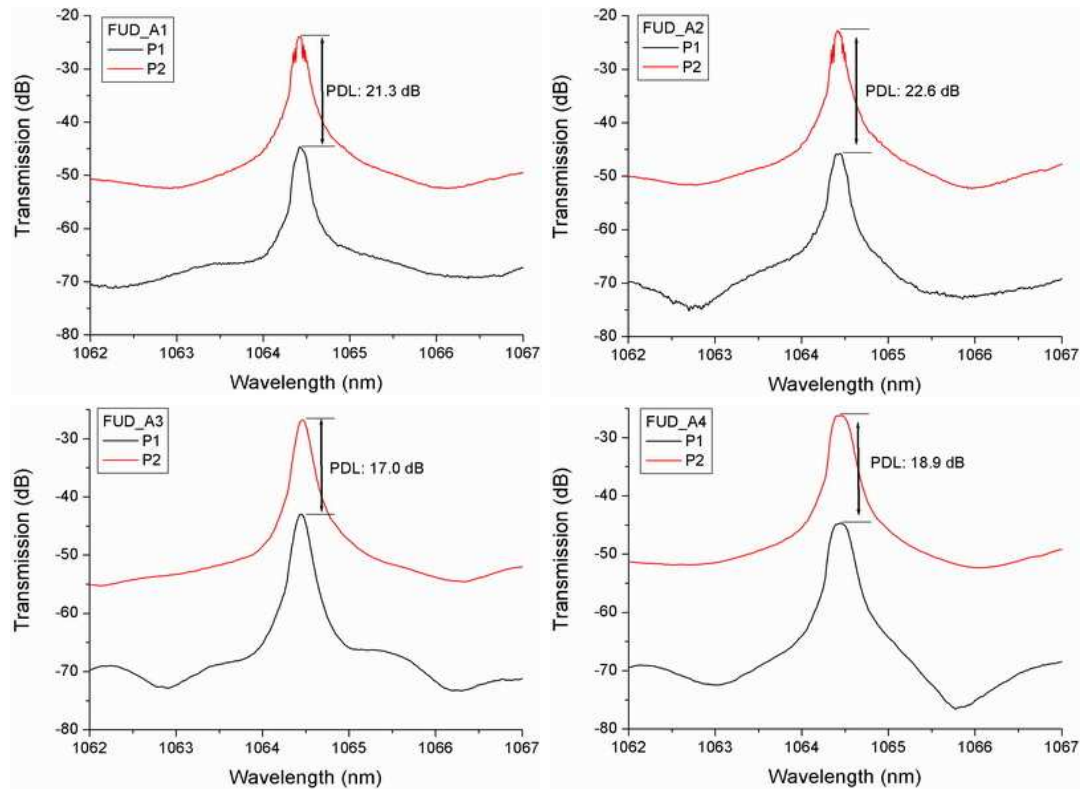 FUD_A1
P1
P2
PDL: 21.3 dB
Transmission (dB)
-20
-30
-40
-50
-60
-70
-80
1062 1063 1064 1065 1066 1067
Wavelength (nm)
FUD_A2
P1
P2
PDL: 22.6 dB
Transmission (dB)
-20
-30
-40
-50
-60
-70
-80
1062 1063 1064 1065 1066 1067
Wavelength (nm)
FUD_A3
P1
P2
PDL: 17.0 dB
Transmission (dB)
-30
-40
-50
-60
-70
-80
1062 1063 1064 1065 1066 1067
Wavelength (nm)
FUD_A4
P1
P2
PDL: 18.9 dB
Transmission (dB)
-30
-40
-50
-60
-70
-80
1062 1063 1064 1065 1066 1067
Wavelength (nm)